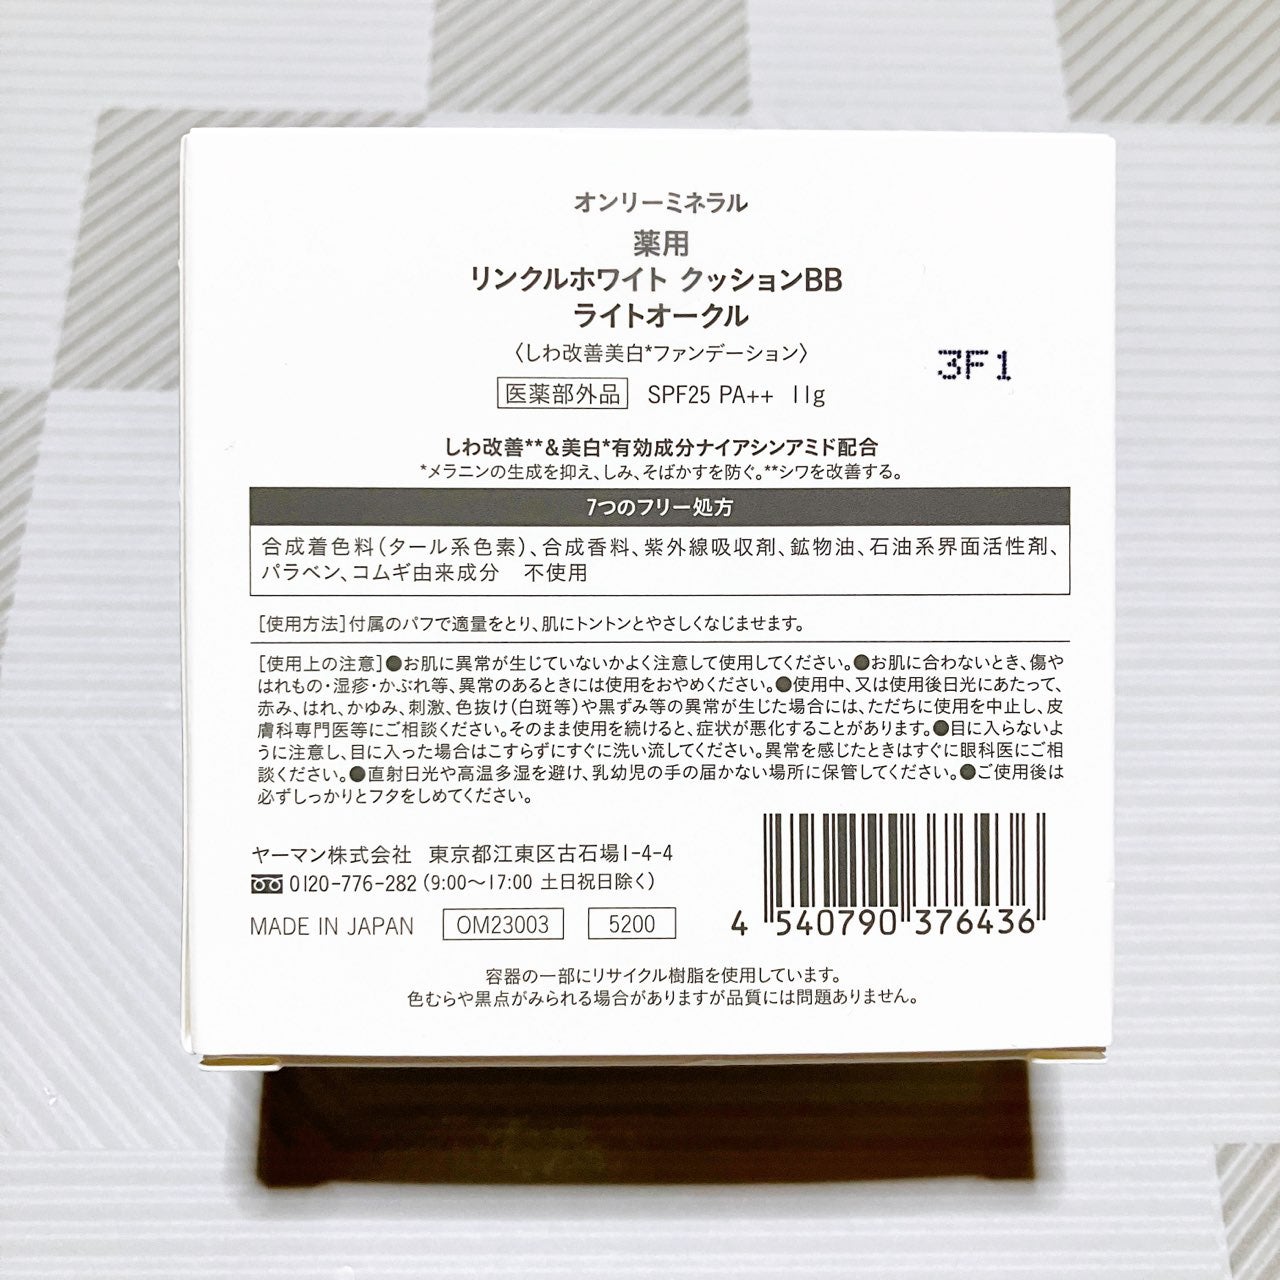 オンリーミネラル
薬用
リンクルホワイト クッションBB
ライトオークル
〈しわ改善美白*ファンデーション〉
3F1
医薬部外品 SPF25 PA++ 11g
しわ改善**&美白*有効成分ナイアシンアミド配合
*メラニンの生成を抑え、しみ、そばかすを防ぐ。**シワを改善する。
7つのフリー処方
合成着色料(タール系色素)、合成香料、紫外線吸収剤、鉱物油、石油系界面活性剤、
パラベン、コムギ由来成分 不使用
[使用方法]付属のパフで適量をとり、肌にトントンとやさしくなじませます。
[使用上の注意]●お肌に異常が生じていないかよく注意して使用してください。●お肌に合わないとき、傷や
はれもの・湿疹・かぶれ等、異常のあるときには使用をおやめください。●使用中、又は使用後日光にあたって、
赤み、はれ、かゆみ、刺激、色抜け(白斑等)や黒ずみ等の異常が生じた場合には、ただちに使用を中止し、皮
膚科専門医等にご相談ください。そのまま使用を続けると、症状が悪化することがあります。●目に入らないよ
うに注意し、目に入った場合はこすらずにすぐに洗い流してください。異常を感じたときはすぐに眼科医にご相
談ください。●直射日光や高温多湿を避け、乳幼児の手の届かない場所に保管してください。●ご使用後は
必ずしっかりとフタをしめてください。
ヤーマン株式会社 東京都江東区古石場1-4-4
0120-776-282(9:00〜17:00 土日祝日除く)
MADE IN JAPAN OM23003 5200
4 540790 376436
容器の一部にリサイクル樹脂を使用しています。
色むらや黒点がみられる場合がありますが品質には問題ありません。